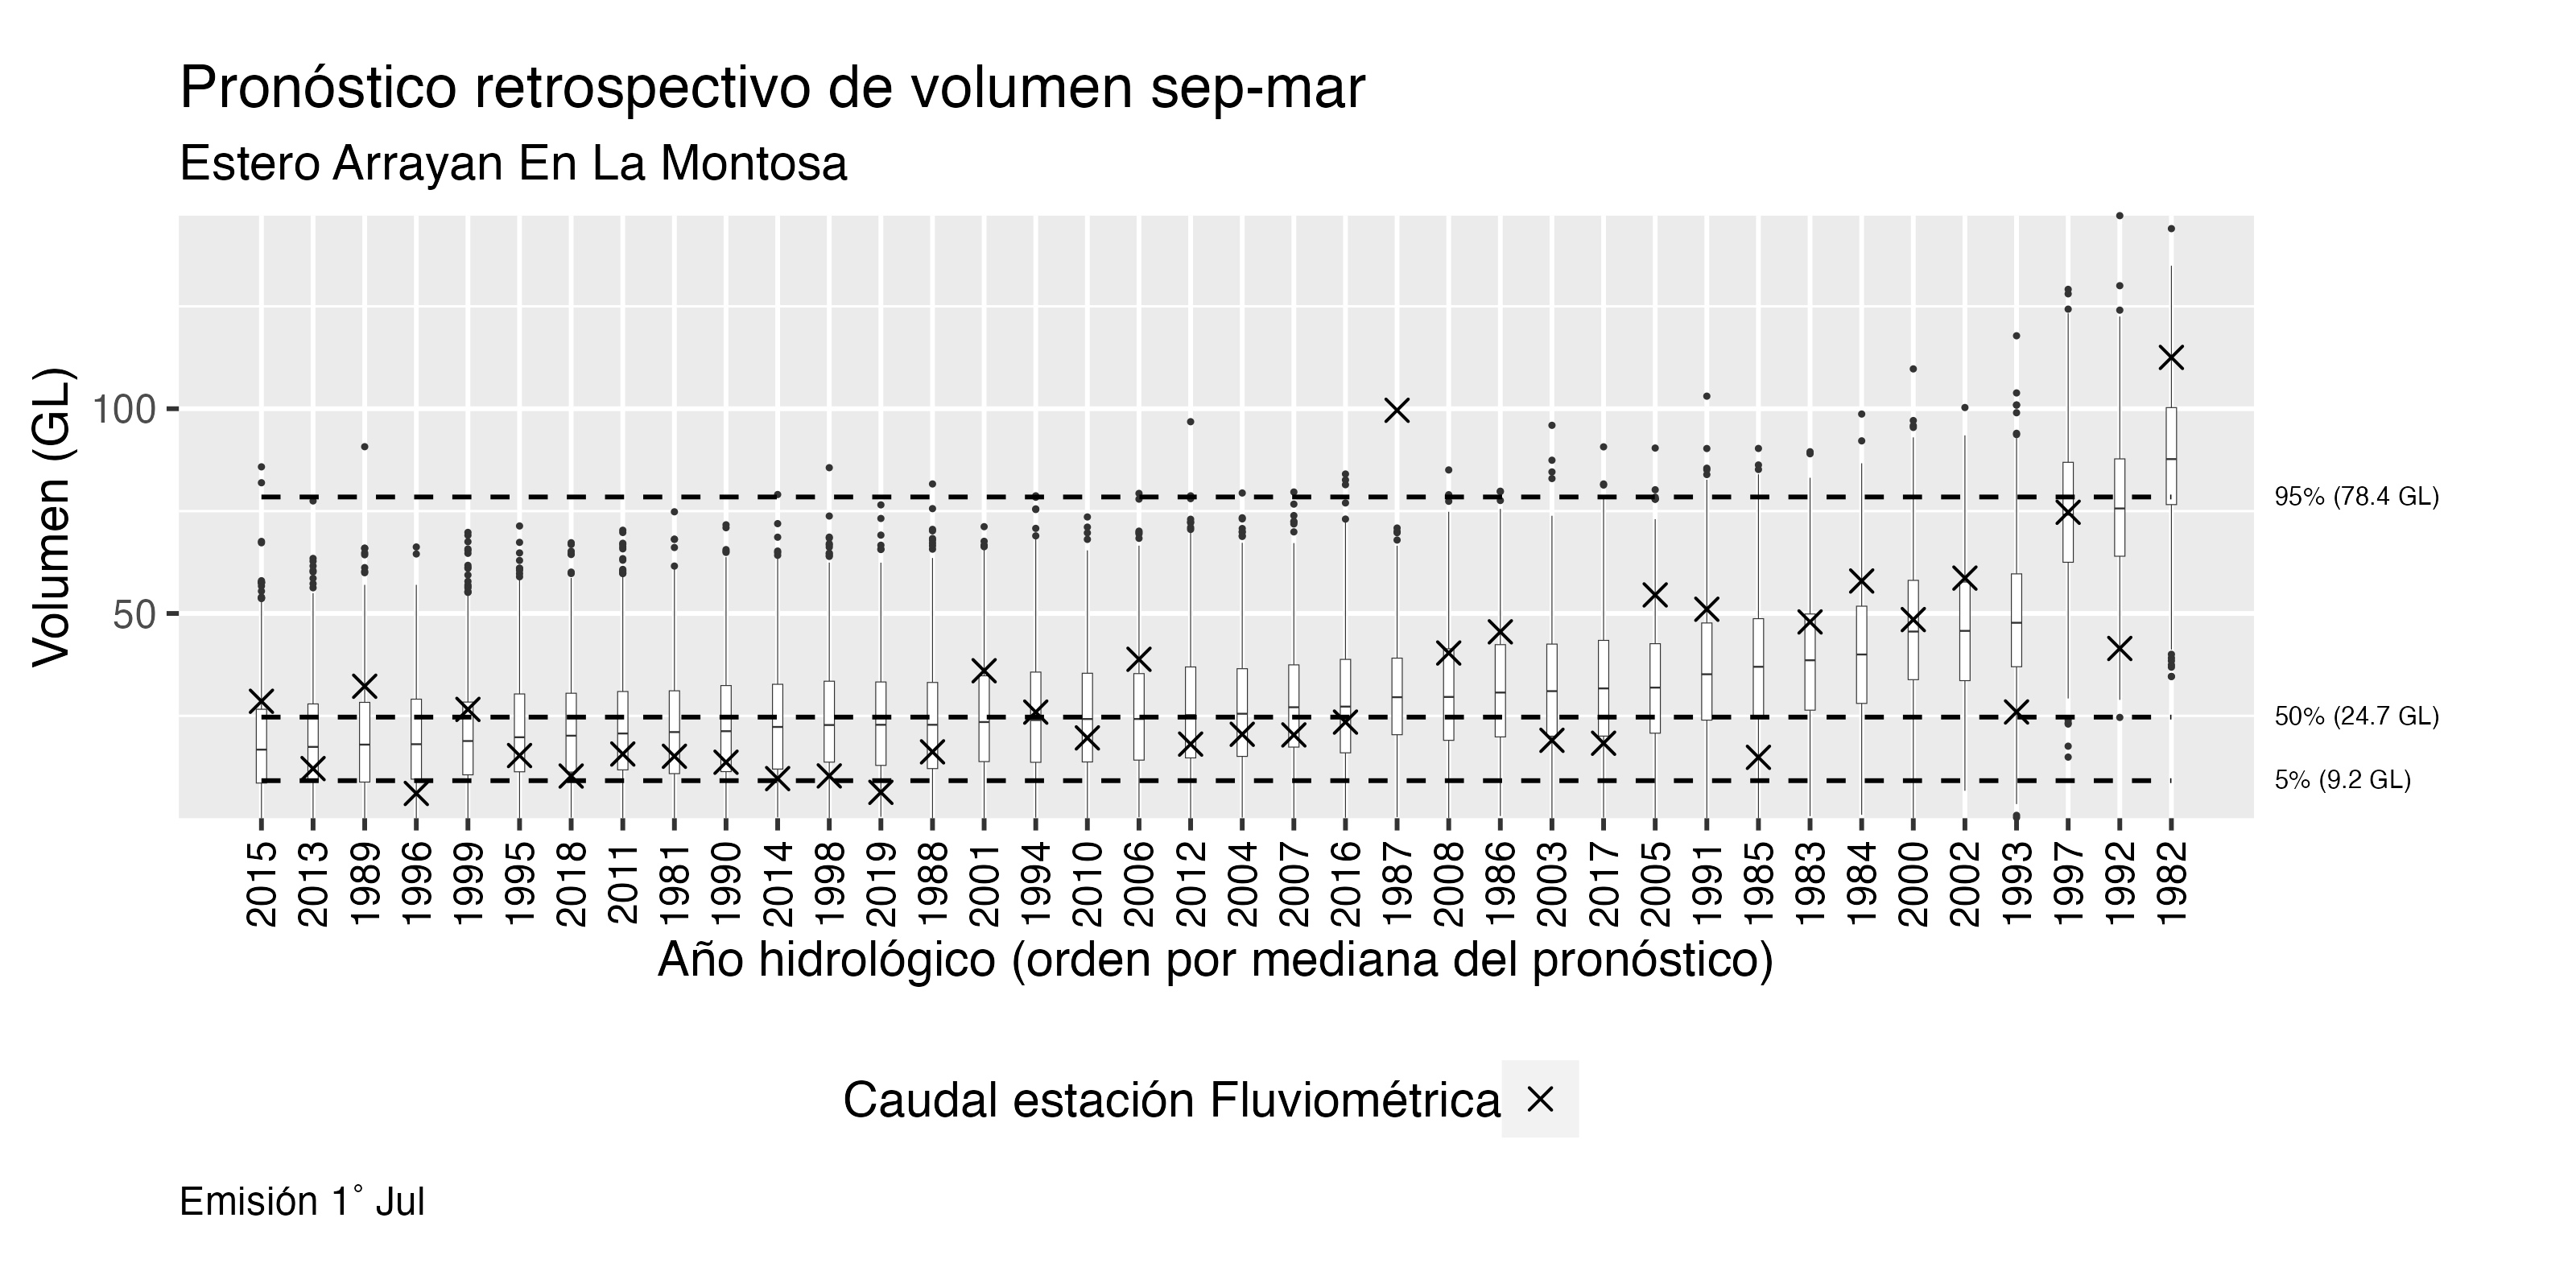 Pronóstico retrospectivo de volumen sep-mar
Estero Arrayan En La Montosa
Volumen (GL)
100
50
95% (78.4 GL)
50% (24.7 GL)
5% (9.2 GL)
2015 2013 1989 1996 1999 1995 2018 2011 1981 1990 2014 1998 2019 1988 2001 1994 2010 2006 2012 2004 2007 2016 1987 2008 1986 2003 2017 2005 1991 1985 1983 1984 2000 2002 1993 1997 1992 1982
Año hidrológico (orden por mediana del pronóstico)
Caudal estación Fluviométrica
Emisión 1° Jul